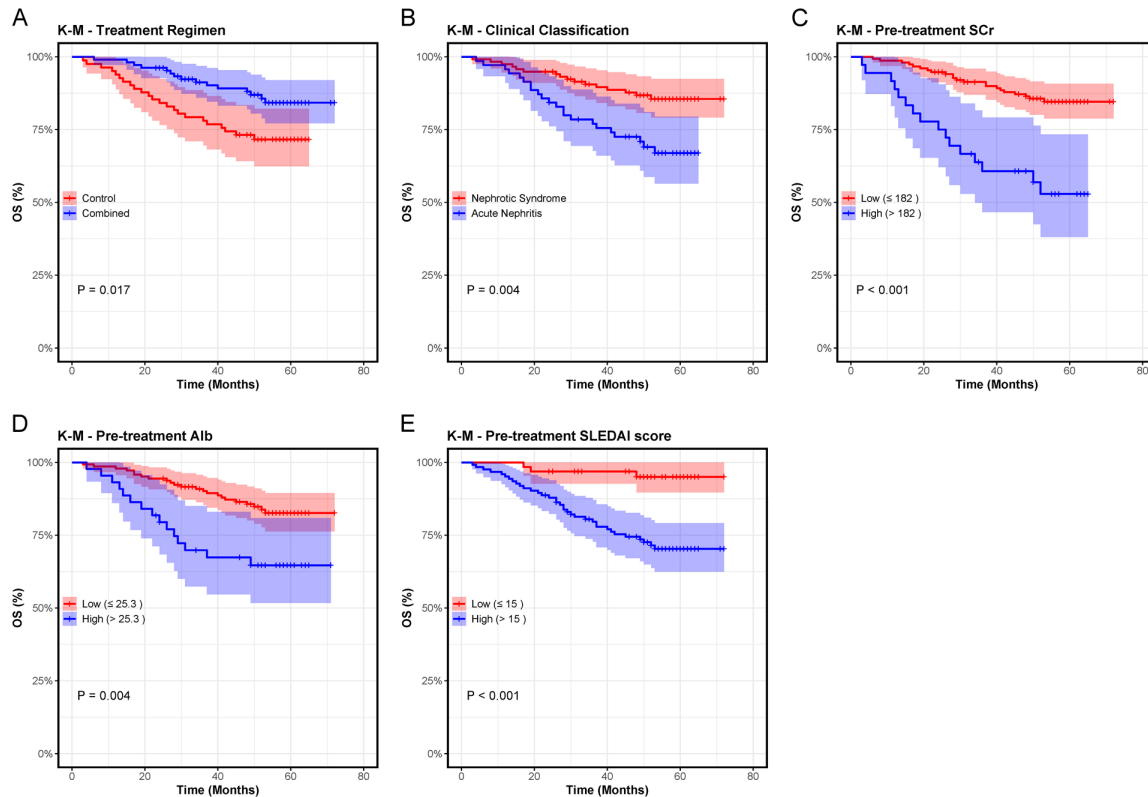 A
K-M - Treatment Regimen
100%
75%
50%
25%
0%
OS (%)
Control
Combined
P = 0.017
0 20 40 60 80
Time (Months)
B
K-M - Clinical Classification
100%
75%
50%
25%
0%
OS (%)
Nephrotic Syndrome
Acute Nephritis
P = 0.004
0 20 40 60 80
Time (Months)
C
K-M - Pre-treatment SCr
100%
75%
50%
25%
0%
OS (%)
Low (≤ 182 )
High (> 182 )
P < 0.001
0 20 40 60 80
Time (Months)
D
K-M - Pre-treatment Alb
100%
75%
50%
25%
0%
OS (%)
Low (≤ 25.3 )
High (> 25.3 )
P = 0.004
0 20 40 60 80
Time (Months)
E
K-M - Pre-treatment SLEDAI score
100%
75%
50%
25%
0%
OS (%)
Low (≤ 15 )
High (> 15 )
P < 0.001
0 20 40 60 80
Time (Months)